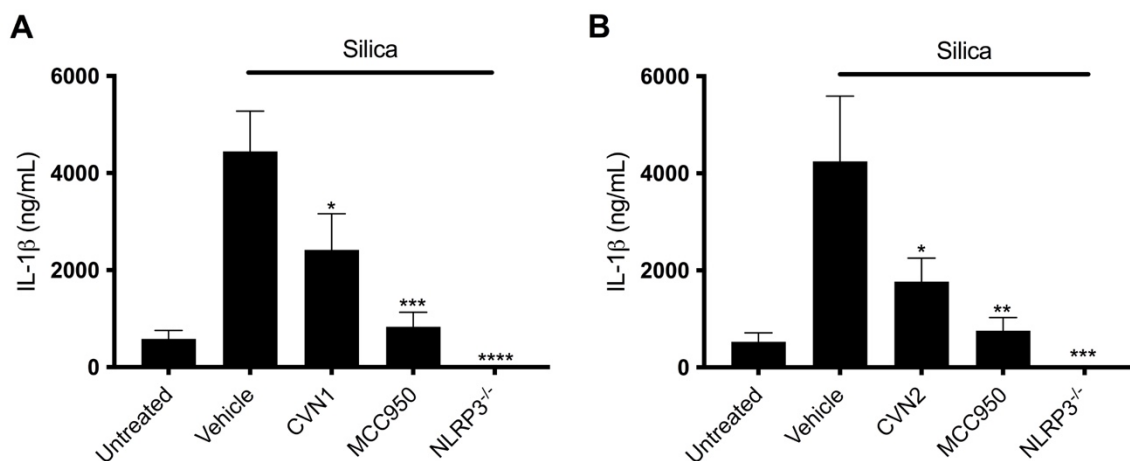 A
Silica
IL-1β (ng/mL)
6000
4000
2000
0
*
***
****
Untreated
Vehicle
CVN1
MCC950
NLRP3-/-
B
Silica
IL-1β (ng/mL)
6000
4000
2000
0
*
**
***
Untreated
Vehicle
CVN2
MCC950
NLRP3-/-